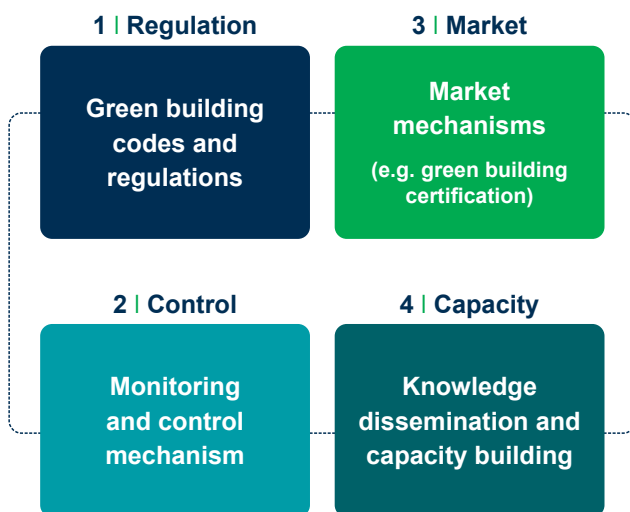 1 | Regulation
Green building
codes and
regulations
3 | Market
Market
mechanisms
(e.g. green building
certification)
2 | Control
Monitoring
and control
mechanism
4 | Capacity
Knowledge
dissemination and
capacity building